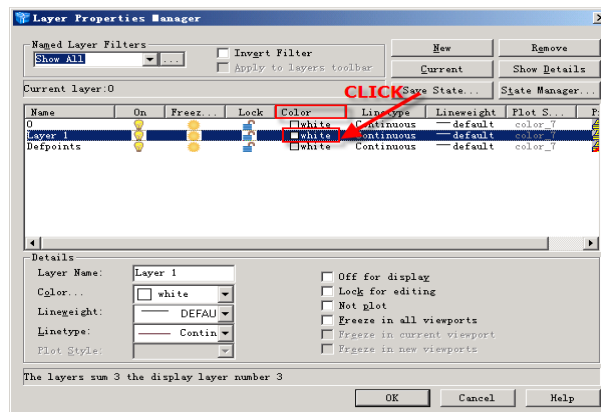 Layer Properties Manager
Named Layer Filters
Show All
...
Invert Filter
Apply to layers toolbar
New
Remove
Current
Show Details
Current layer:0
CLICK
Save State...
State Manager...
Name On Freez... Lock Color Linetype Lineweight Plot S... P
0 white Continuous default color_7
Layer 1 white Continuous default color_7
Defpoints white Continuous default color_7
Details
Layer Name: Layer 1
Color... white
Lineweight: DEFAU
Linetype: Contin
Plot Style:
Off for display
Lock for editing
Not plot
Freeze in all viewports
Freeze in current viewport
Freeze in new viewports
The layers sum 3 the display layer number 3
OK
Cancel
Help